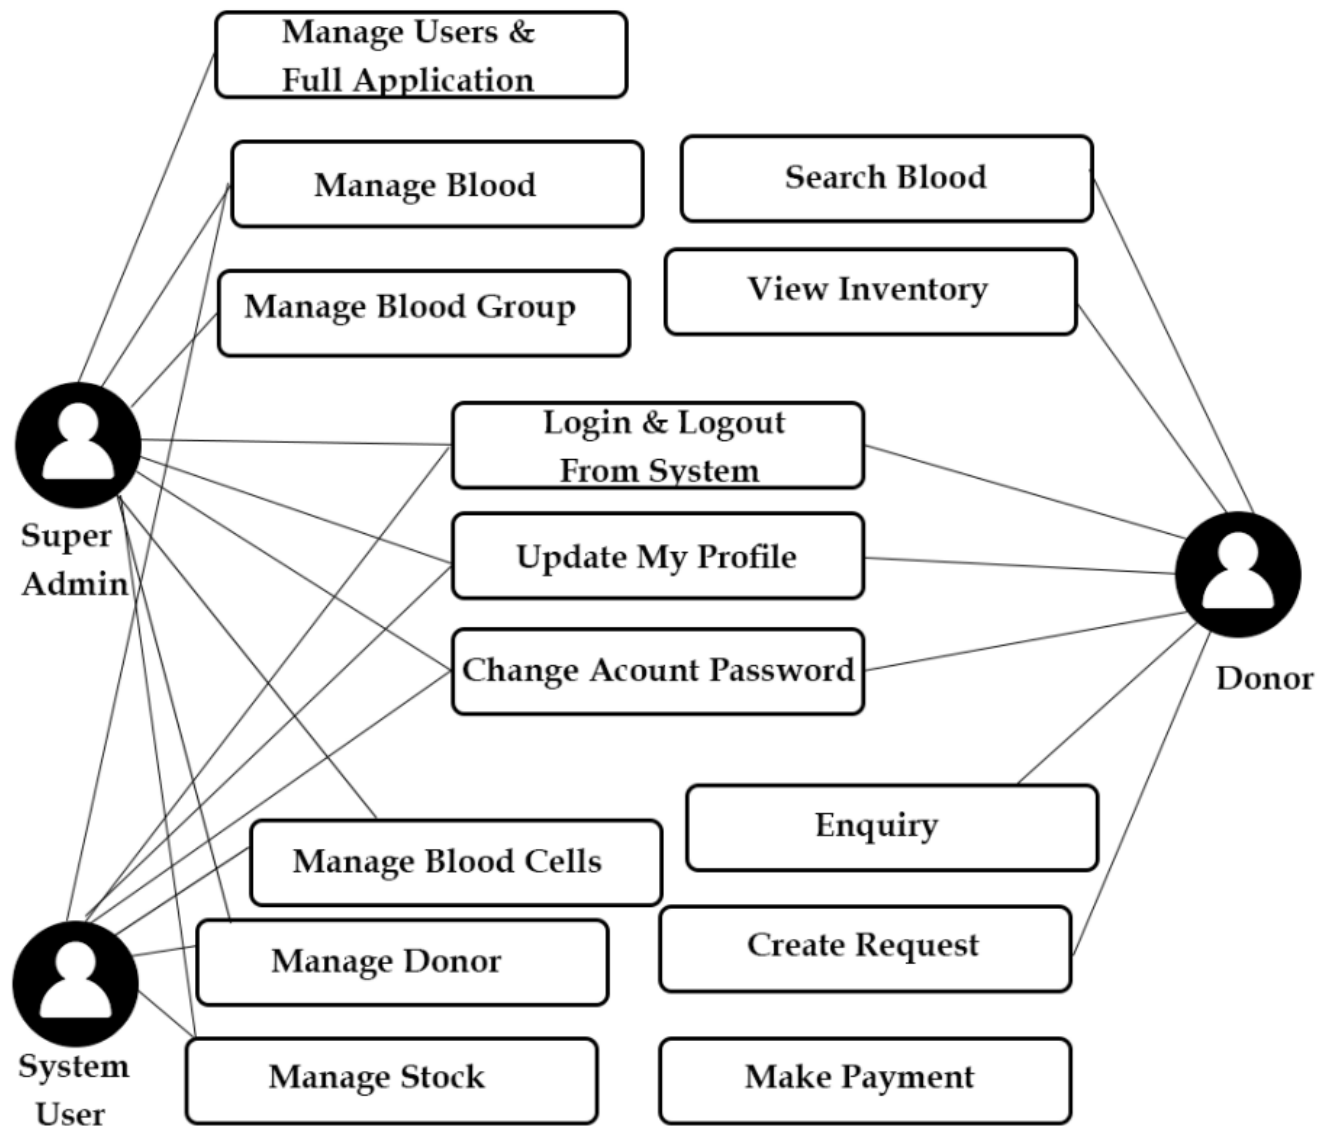 Manage Users &
Full Application
Manage Blood
Search Blood
Manage Blood Group
View Inventory
Login & Logout
From System
Super
Admin
Update My Profile
Change Acount Password
Donor
Enquiry
Manage Blood Cells
Create Request
Manage Donor
System
User
Manage Stock
Make Payment